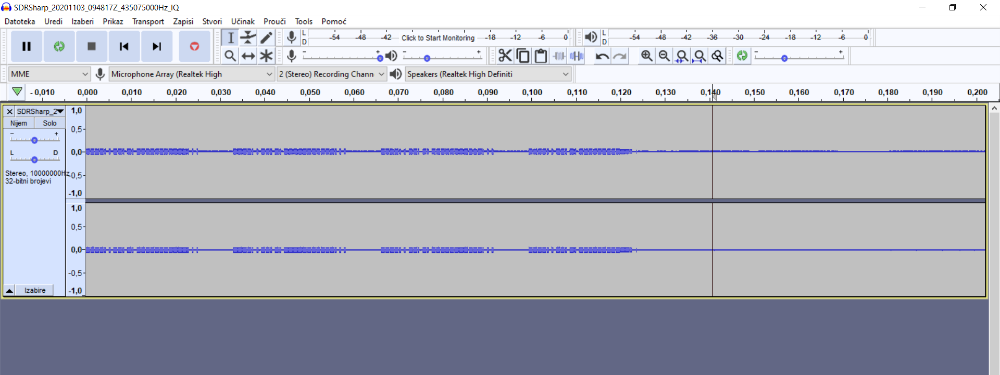 SDRSharp_20201103_094817Z_435075000Hz_IQ
Datoteka Uredi Izaberi Prikaz Transport Zapisi Stvori Učinak Prouči Tools Pomoć
L D -54 -48 -42 Click to Start Monitoring -18 -12 -6 0
L D -54 -48 -42 -36 -30 -24 -18 -12 -6 0
- + - + - +
MME Microphone Array (Realtek High 2 (Stereo) Recording Chann Speakers (Realtek High Definiti
-0,010 0,000 0,010 0,020 0,030 0,040 0,050 0,060 0,070 0,080 0,090 0,100 0,110 0,120 0,130 0,140 0,150 0,160 0,170 0,180 0,190 0,200
SDRSharp_2
Nijem Solo
- +
L D
Stereo, 10000000Hz
32-bitni brojevi
1,0
0,5
0,0
-0,5
-1,0
1,0
0,5
0,0
-0,5
-1,0
Izabire